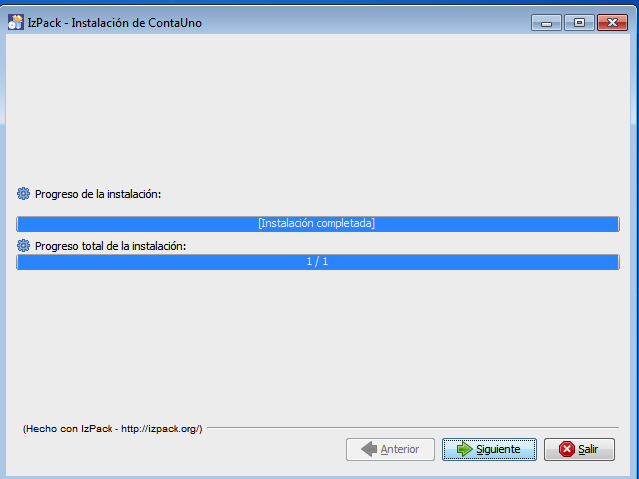 IzPack - Instalación de ContaUno
Progreso de la instalación:
[Instalación completada]
Progreso total de la instalación:
1 / 1
(Hecho con IzPack - http://izpack.org/)
Anterior Siguiente Salir